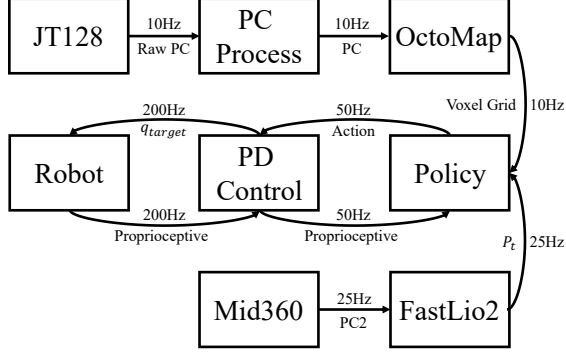 JT128
10Hz
Raw PC
PC
Process
10Hz
PC
OctoMap
Voxel Grid
10Hz
200Hz
q_target
50Hz
Action
Robot
PD
Control
Policy
200Hz
Proprioceptive
50Hz
Proprioceptive
P_t
25Hz
Mid360
25Hz
PC2
FastLio2